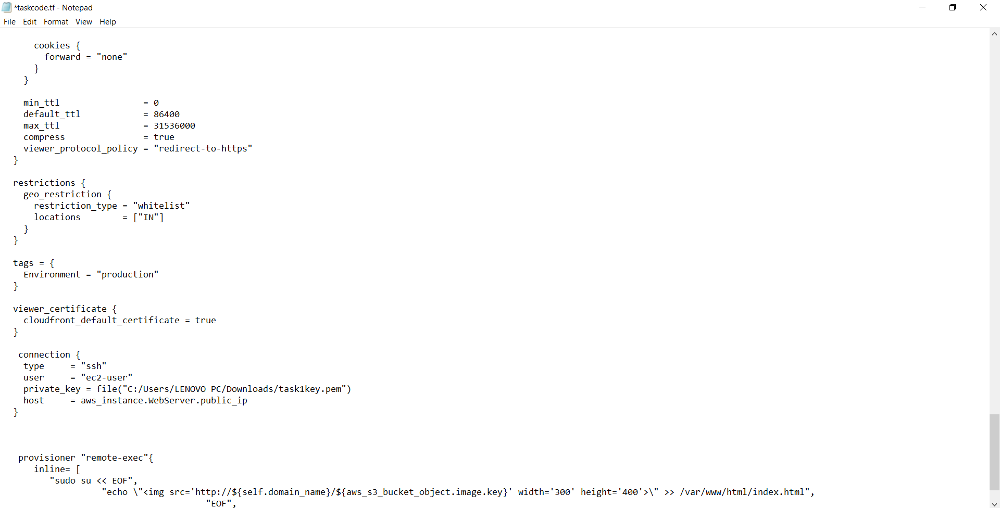 *taskcode.tf - Notepad
File Edit Format View Help
cookies {
forward = "none"
}
}
min_ttl = 0
default_ttl = 86400
max_ttl = 31536000
compress = true
viewer_protocol_policy = "redirect-to-https"
}
restrictions {
geo_restriction {
restriction_type = "whitelist"
locations = ["IN"]
}
}
tags = {
Environment = "production"
}
viewer_certificate {
cloudfront_default_certificate = true
}
connection {
type = "ssh"
user = "ec2-user"
private_key = file("C:/Users/LENOVO PC/Downloads/task1key.pem")
host = aws_instance.WebServer.public_ip
}
provisioner "remote-exec"{
inline= [
"sudo su << EOF",
"echo \"<img src='http://${self.domain_name}/${aws_s3_bucket_object.image.key}' width='300' height='400'>\" >> /var/www/html/index.html",
"EOF",